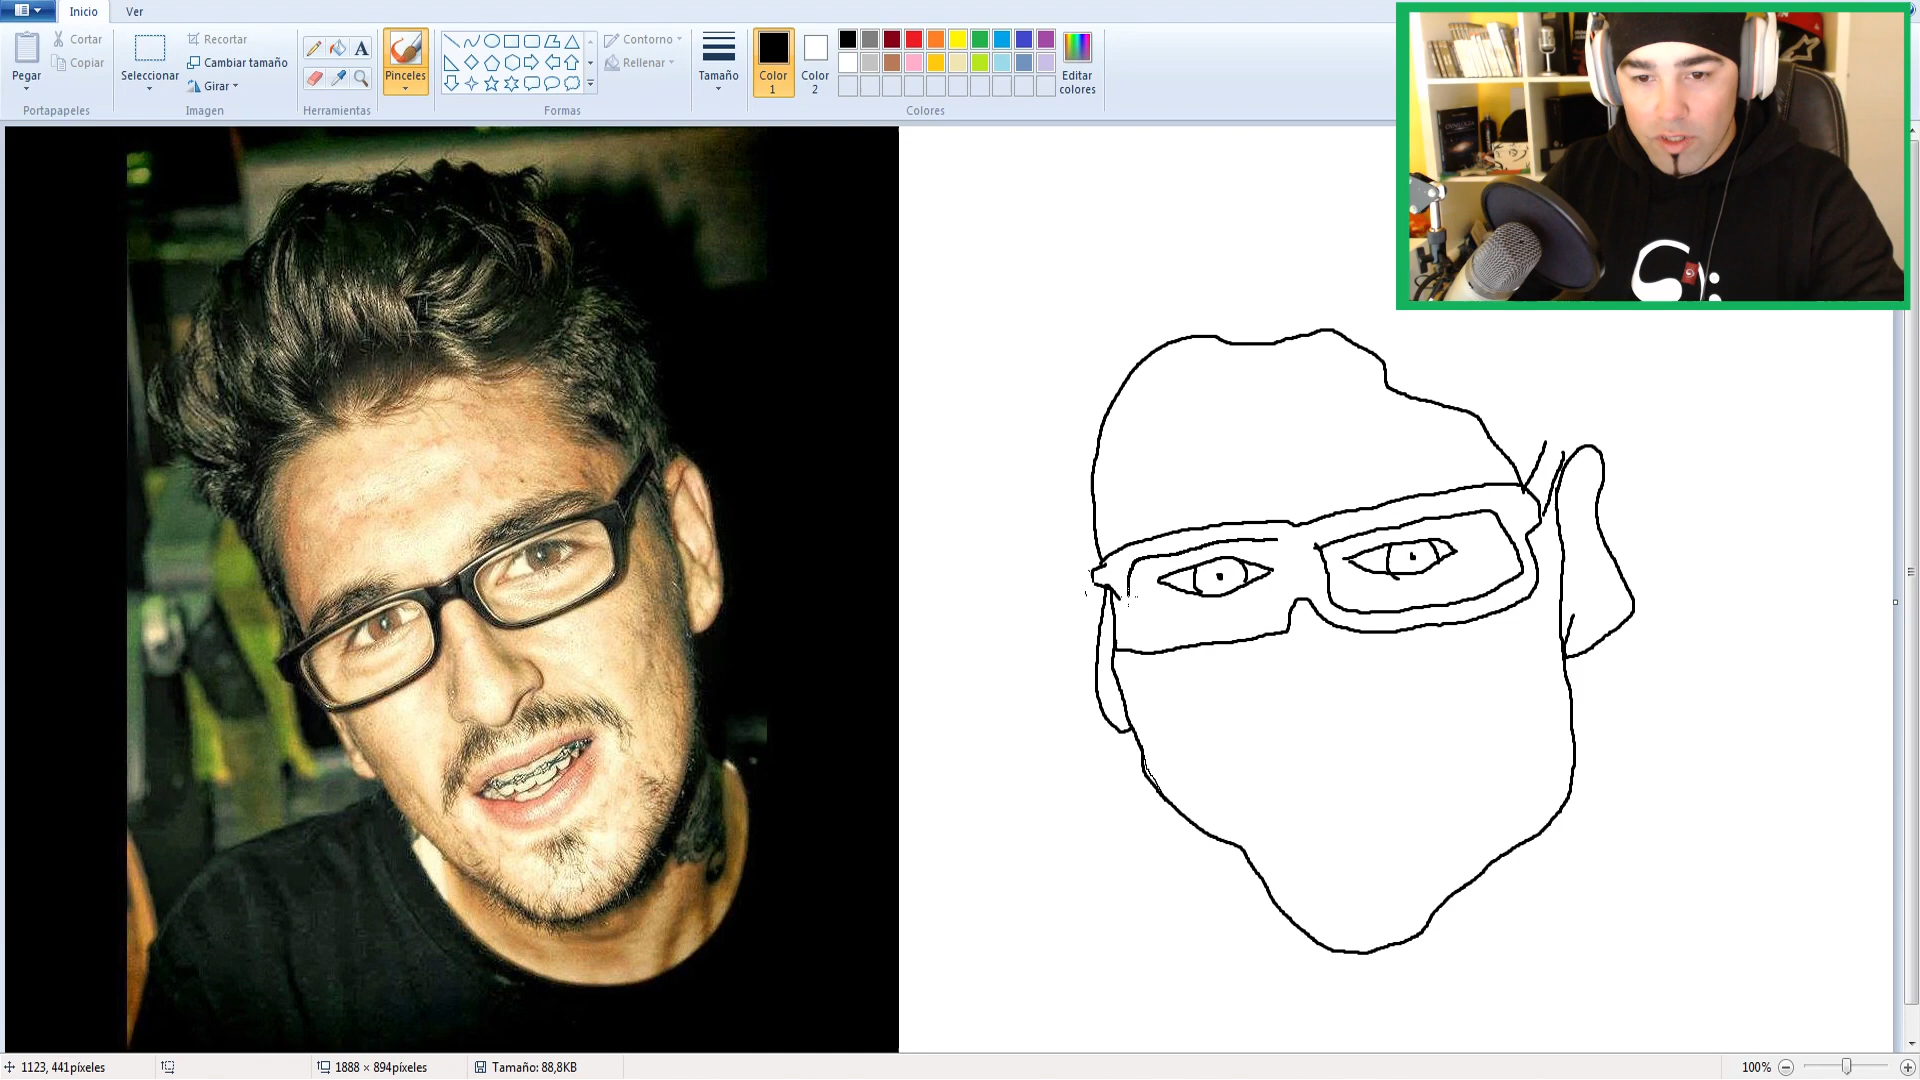 Inicio Ver
Pegar
Cortar
Copiar
Portapapeles
Seleccionar
Recortar
Cambiar tamaño
Girar
Imagen
A
Herramientas
Pinceles
Contorno
Rellenar
Formas
Tamaño
Color
1
Color
2
Editar
colores
Colores
1123, 441píxeles
1888 × 894píxeles
Tamaño: 88,8KB
100%